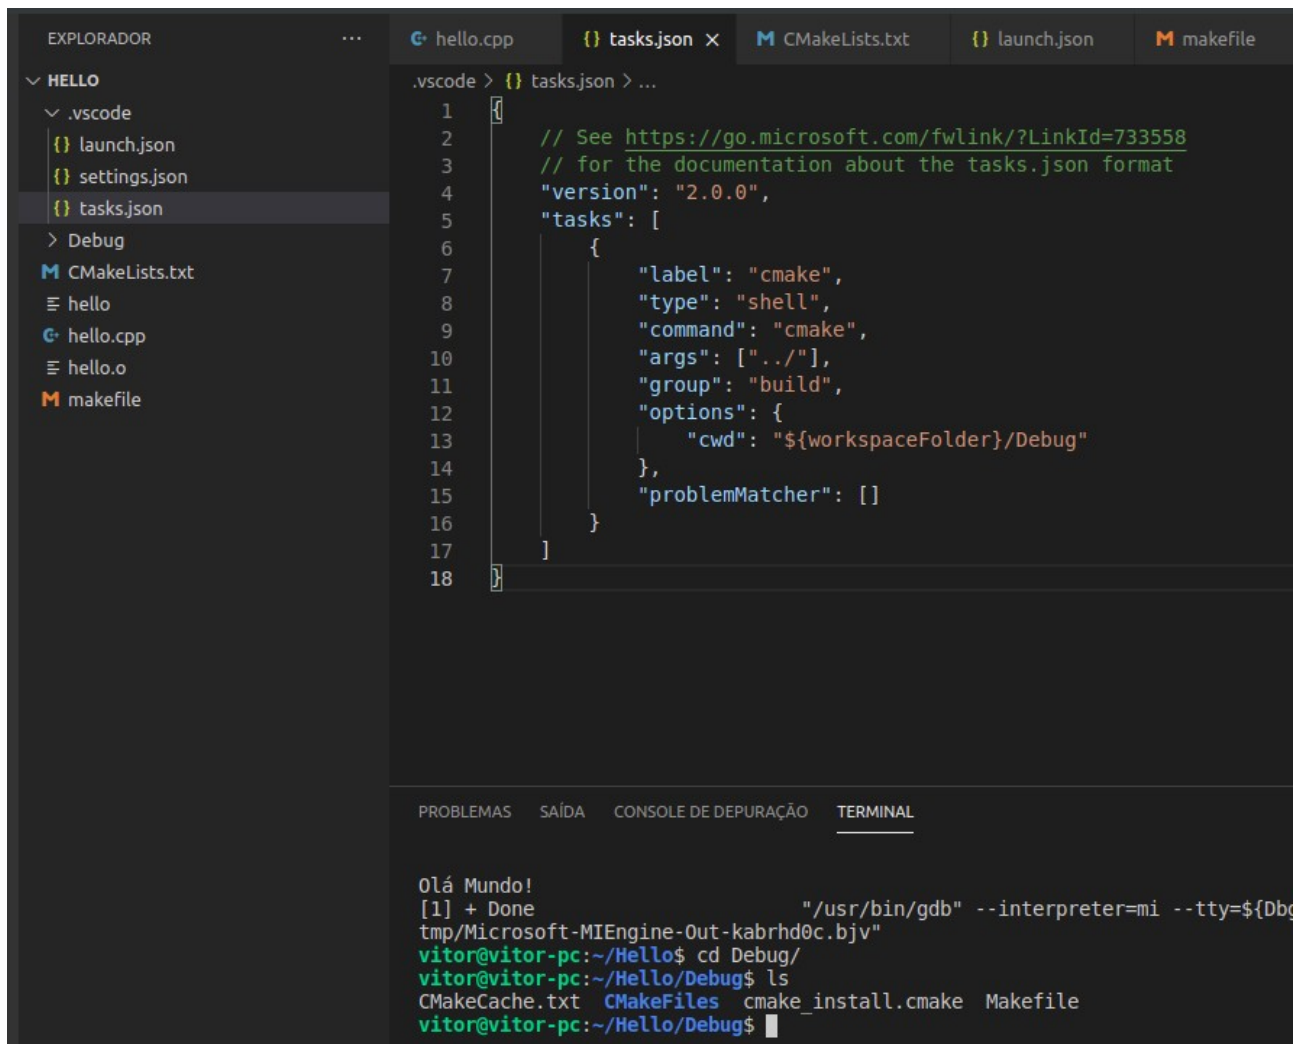 EXPLORADOR ...
HELLO
.vscode
{} launch.json
{} settings.json
{} tasks.json
> Debug
M CMakeLists.txt
hello
hello.cpp
hello.o
M makefile
hello.cpp {} tasks.json × M CMakeLists.txt {} launch.json M makefile
.vscode > {} tasks.json > ...
1 {
2 // See https://go.microsoft.com/fwlink/?LinkId=733558
3 // for the documentation about the tasks.json format
4 "version": "2.0.0",
5 "tasks": [
6 {
7 "label": "cmake",
8 "type": "shell",
9 "command": "cmake",
10 "args": ["../"],
11 "group": "build",
12 "options": {
13 "cwd": "${workspaceFolder}/Debug"
14 },
15 "problemMatcher": []
16 }
17 ]
18 }
PROBLEMAS SAÍDA CONSOLE DE DEPURAÇÃO TERMINAL
Olá Mundo!
[1] + Done "/usr/bin/gdb" --interpreter=mi --tty=${Dbg
tmp/Microsoft-MIEngine-Out-kabrhd0c.bjv"
vitor@vitor-pc:~/Hello$ cd Debug/
vitor@vitor-pc:~/Hello/Debug$ ls
CMakeCache.txt CMakeFiles cmake_install.cmake Makefile
vitor@vitor-pc:~/Hello/Debug$